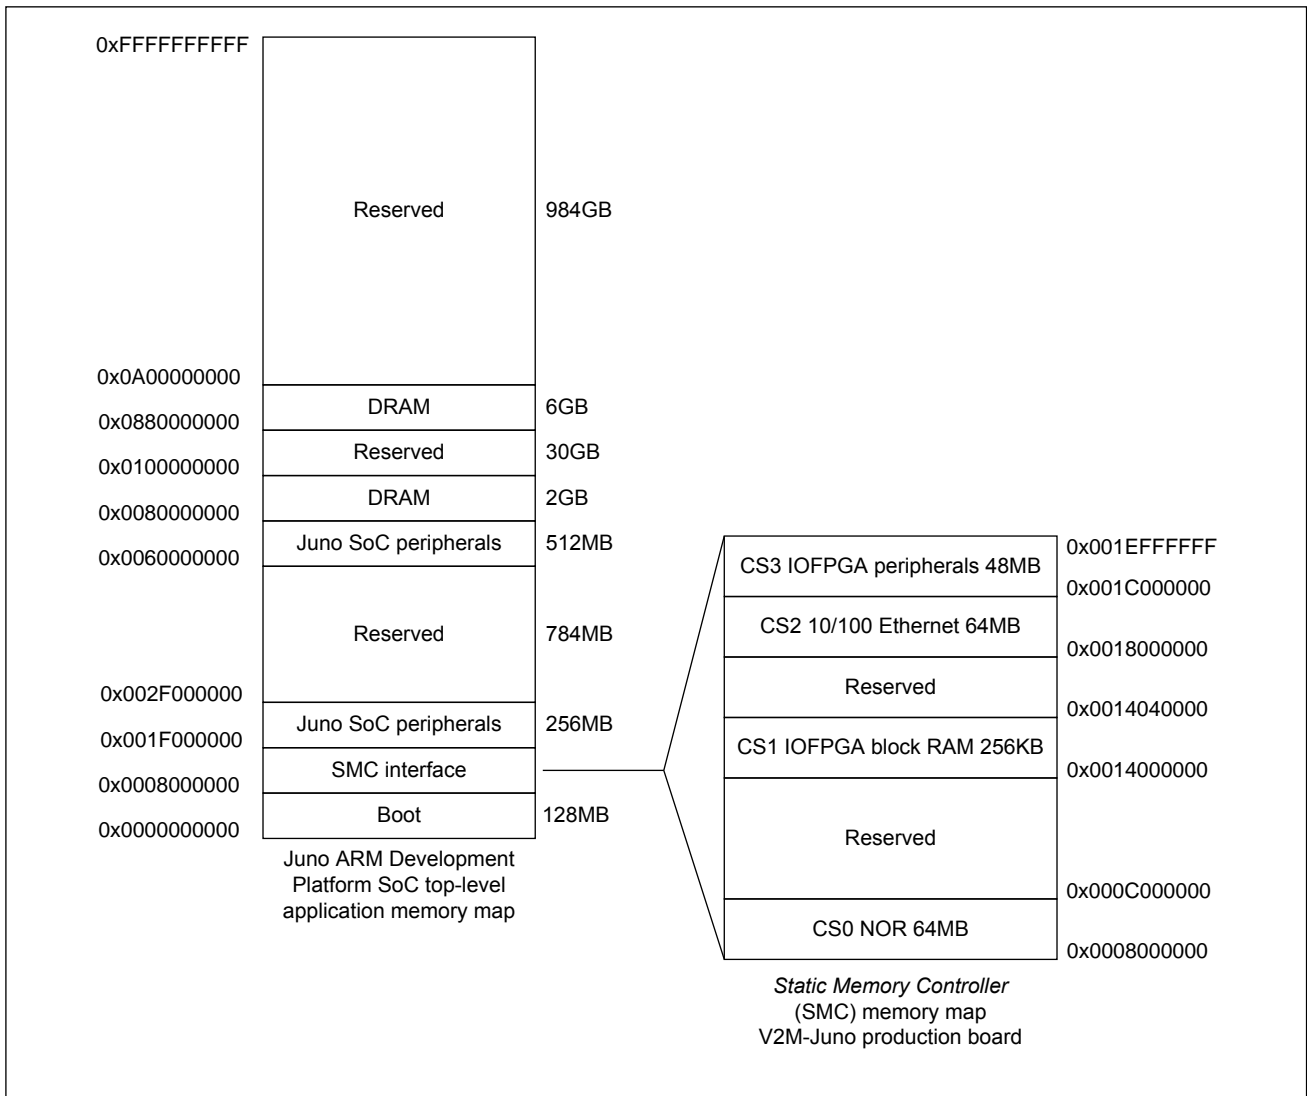 0xFFFFFFFFFF
Reserved 984GB
0x0A00000000
DRAM 6GB
0x0880000000
Reserved 30GB
0x0100000000
DRAM 2GB
0x0080000000
Juno SoC peripherals 512MB
0x0060000000
Reserved 784MB
0x002F000000
Juno SoC peripherals 256MB
0x001F000000
SMC interface
0x0008000000
Boot 128MB
0x0000000000
Juno ARM Development
Platform SoC top-level
application memory map
0x001EFFFFFF
CS3 IOFPGA peripherals 48MB
0x001C000000
CS2 10/100 Ethernet 64MB
0x0018000000
Reserved
0x0014040000
CS1 IOFPGA block RAM 256KB
0x0014000000
Reserved
0x000C000000
CS0 NOR 64MB
0x0008000000
Static Memory Controller
(SMC) memory map
V2M-Juno production board